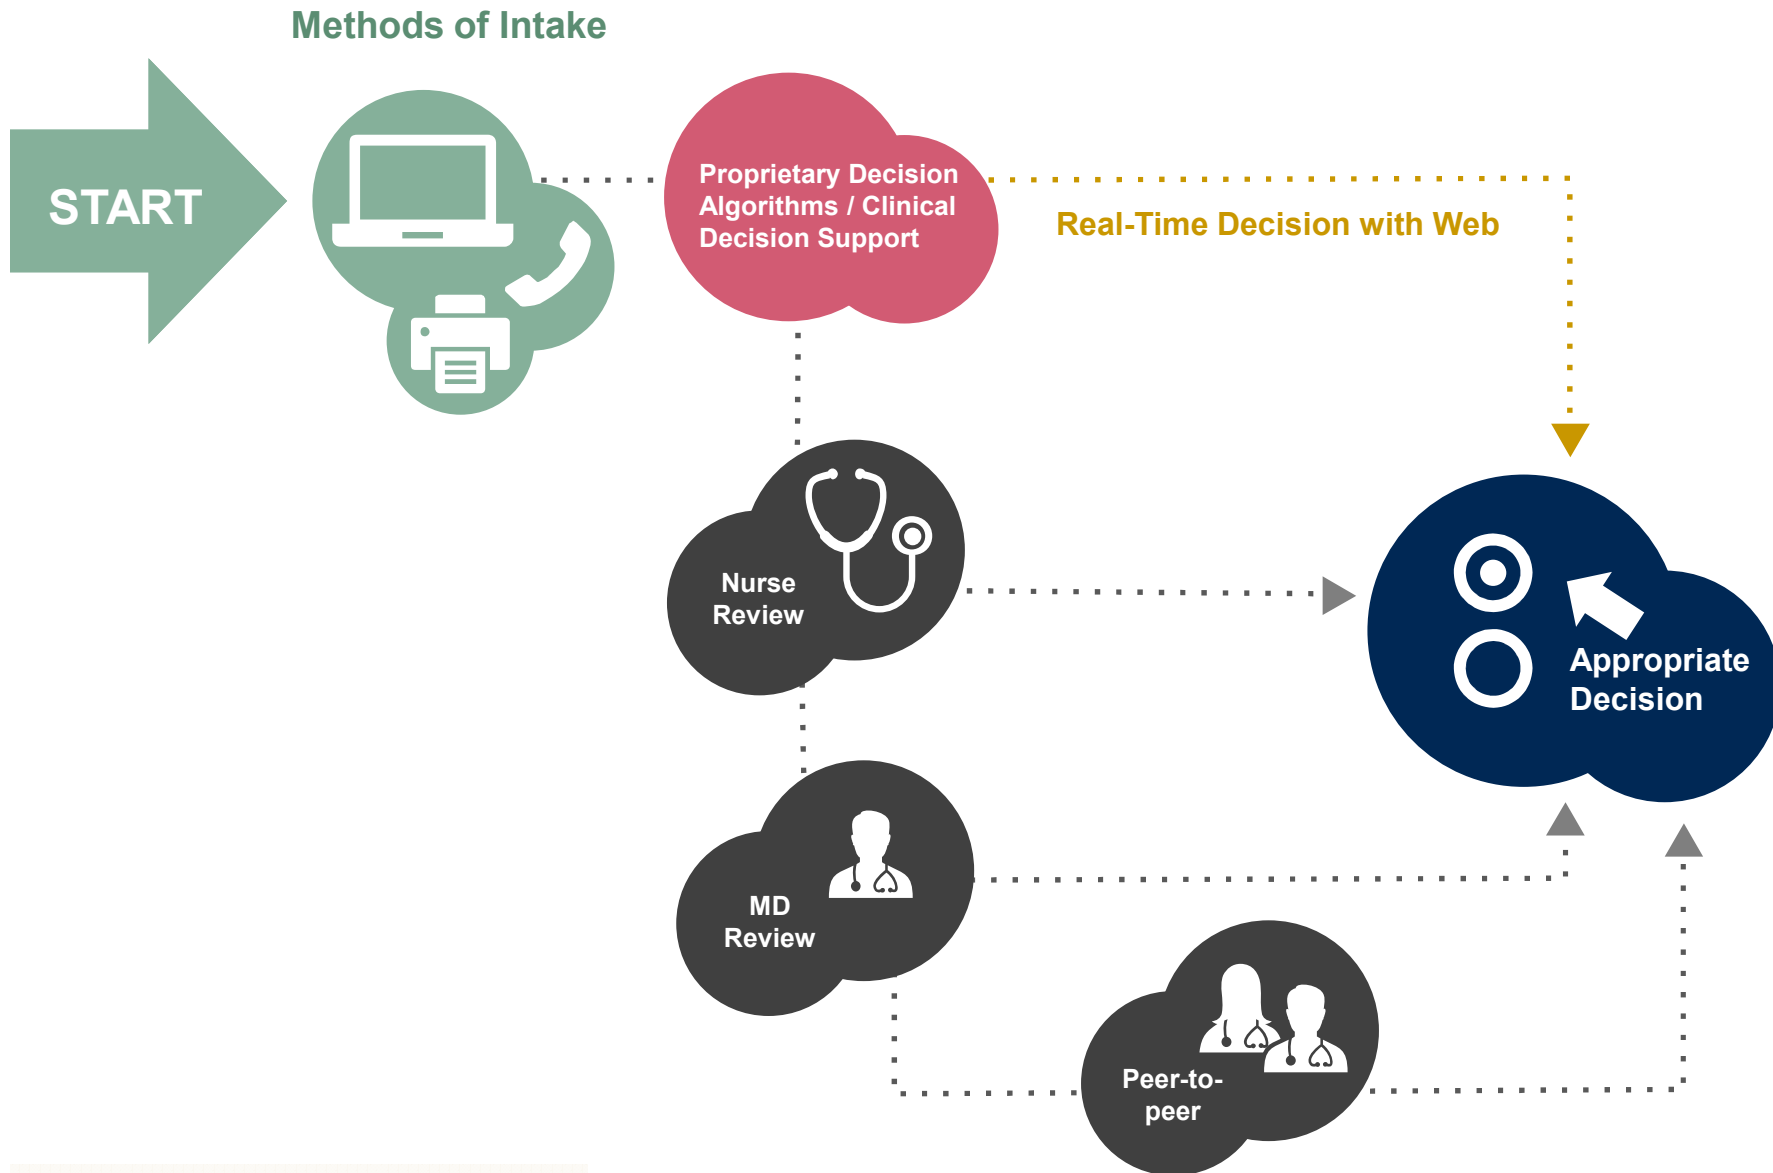 Methods of Intake
START
Proprietary Decision
Algorithms / Clinical
Decision Support
Real-Time Decision with Web
Nurse
Review
Appropriate
Decision
MD
Review
Peer-to-
peer